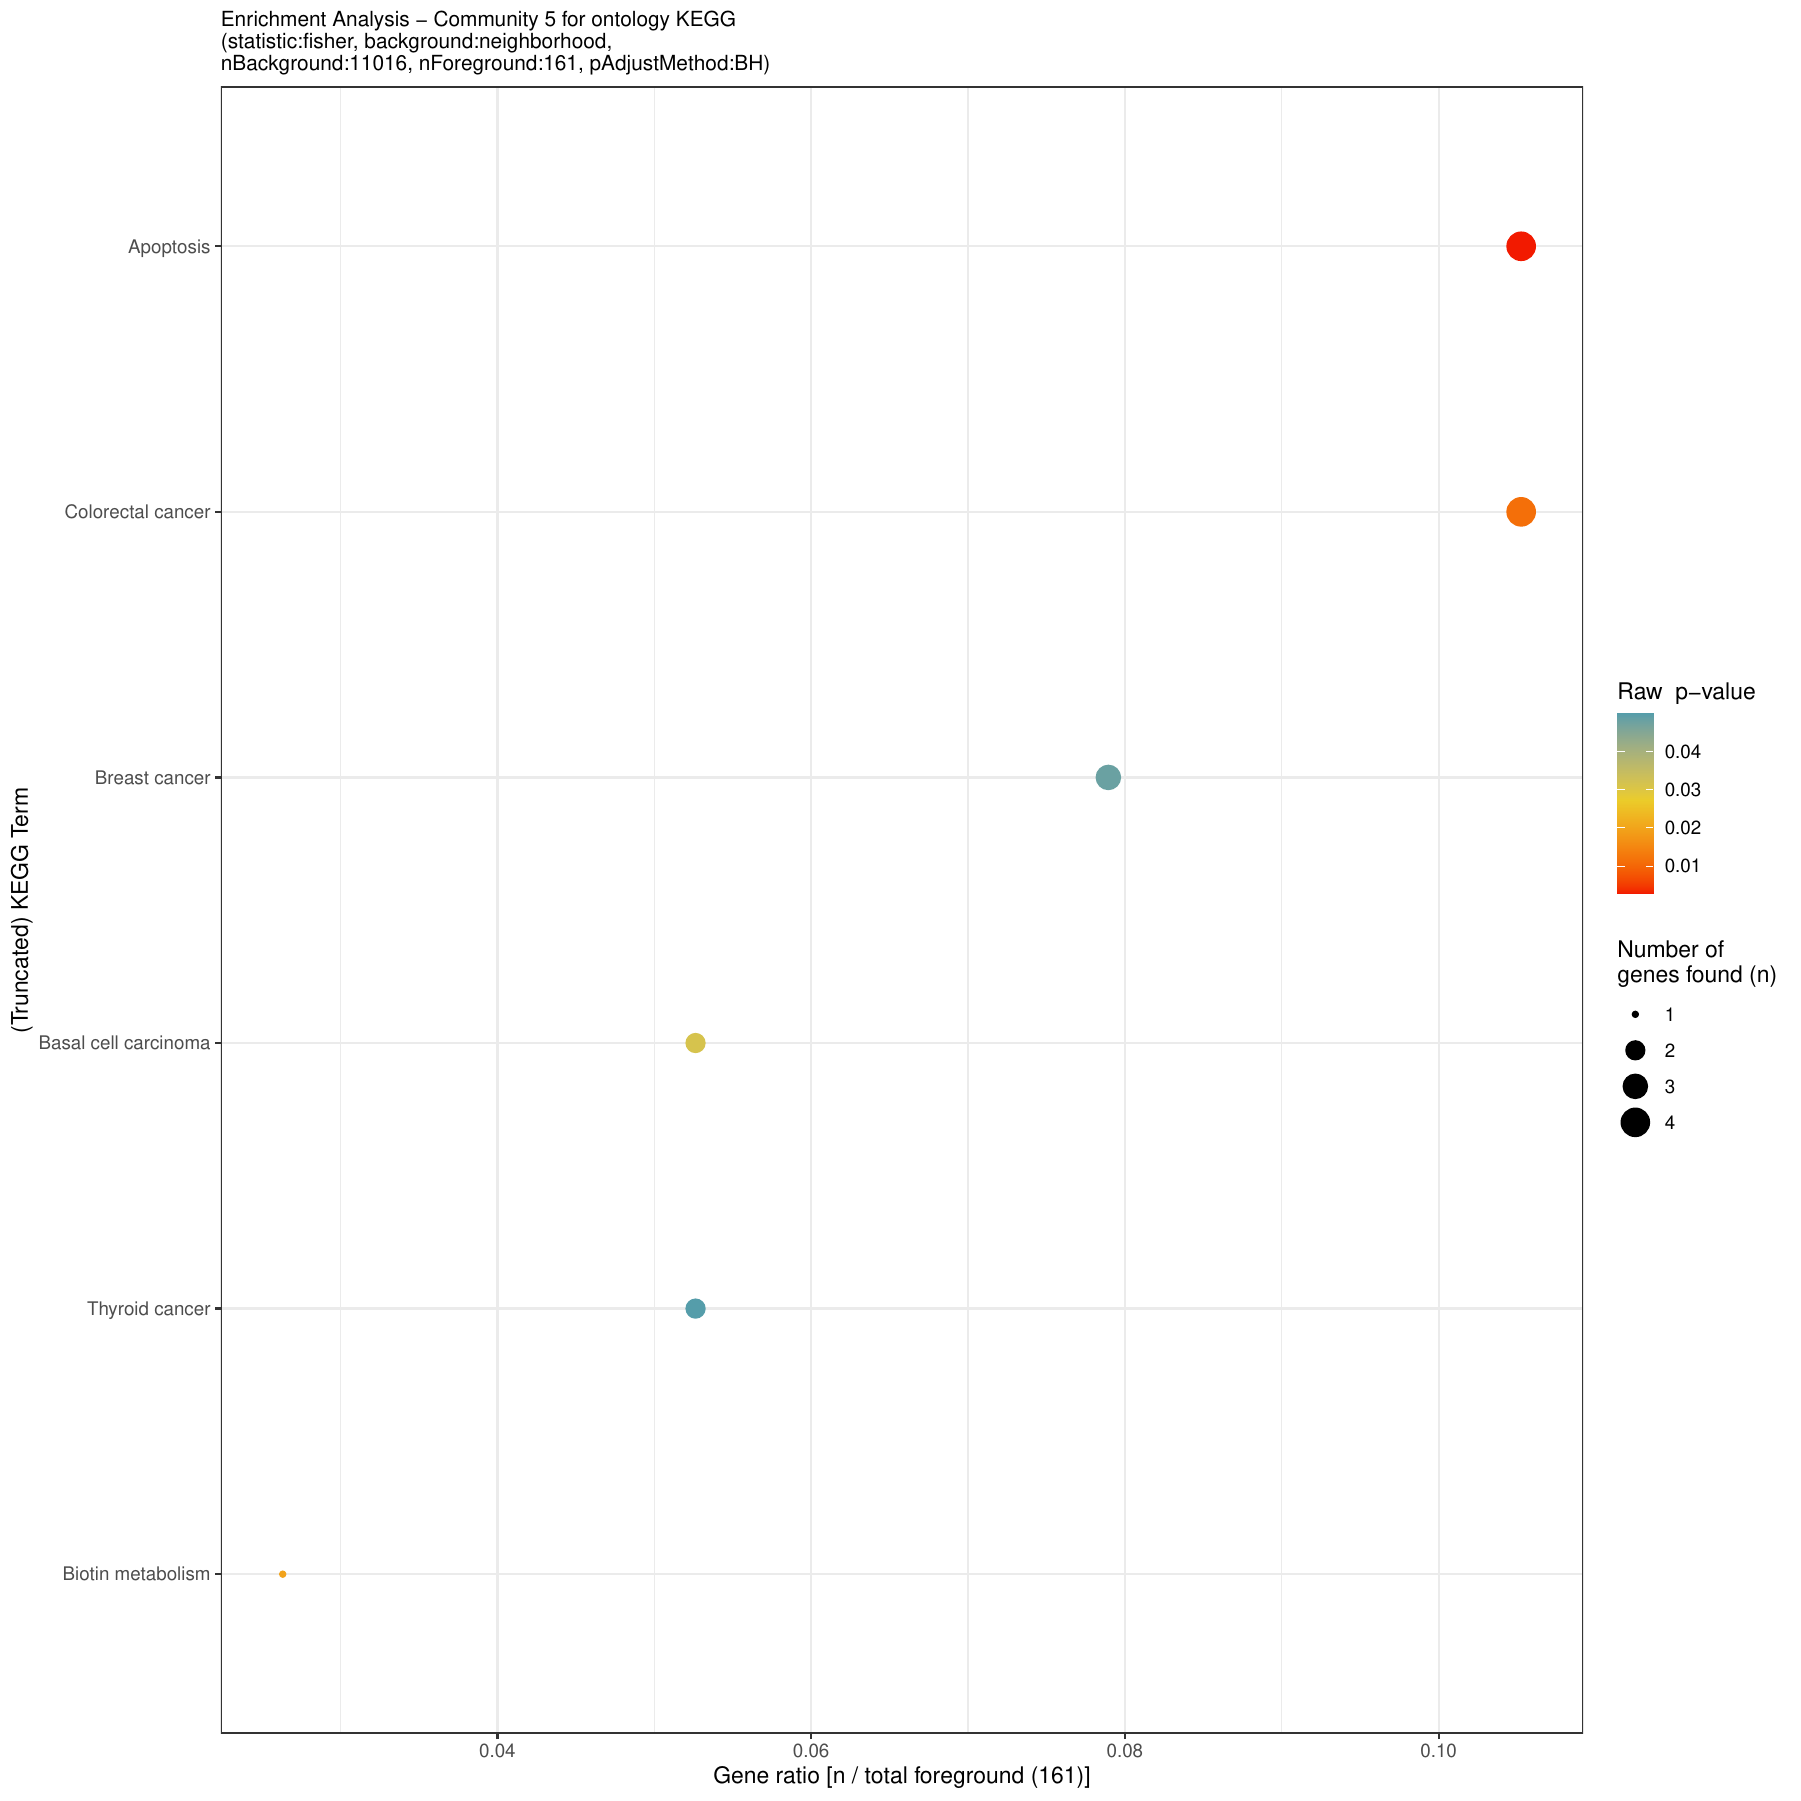 Enrichment Analysis − Community 5 for ontology KEGG
(statistic:fisher, background:neighborhood,
nBackground:11016, nForeground:161, pAdjustMethod:BH)
(Truncated) KEGG Term
Apoptosis
Colorectal cancer
Breast cancer
Basal cell carcinoma
Thyroid cancer
Biotin metabolism
0.04
0.06
0.08
0.10
Gene ratio [n / total foreground (161)]
Raw  p−value
0.04
0.03
0.02
0.01
Number of
genes found (n)
1
2
3
4